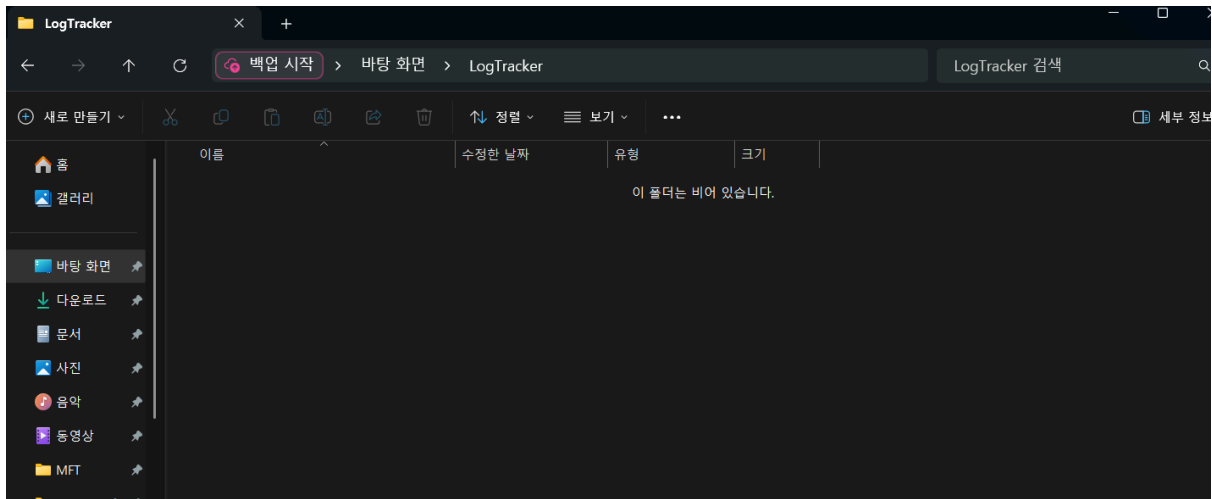 LogTracker
백업 시작 > 바탕 화면 > LogTracker
LogTracker 검색
새로 만들기
정렬
보기
세부 정보
이름
수정한 날짜
유형
크기
이 폴더는 비어 있습니다.
홈
갤러리
바탕 화면
다운로드
문서
사진
음악
동영상
MFT